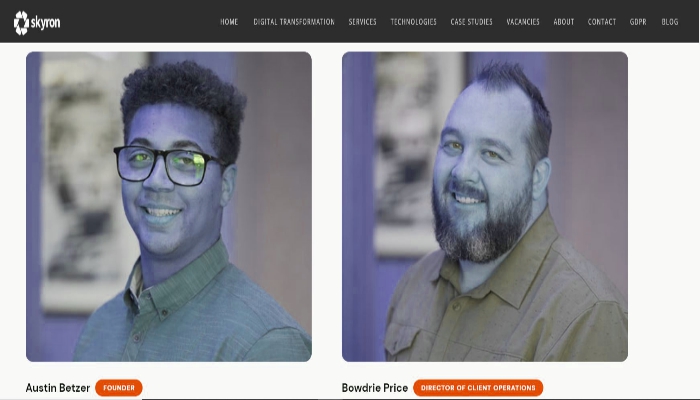 skyron HOME DIGITAL TRANSFORMATION SERVICES TECHNOLOGIES CASE STUDIES VACANCIES ABOUT CONTACT GDPR BLOG
Austin Betzer FOUNDER Bowdrie Price DIRECTOR OF CLIENT OPERATIONS